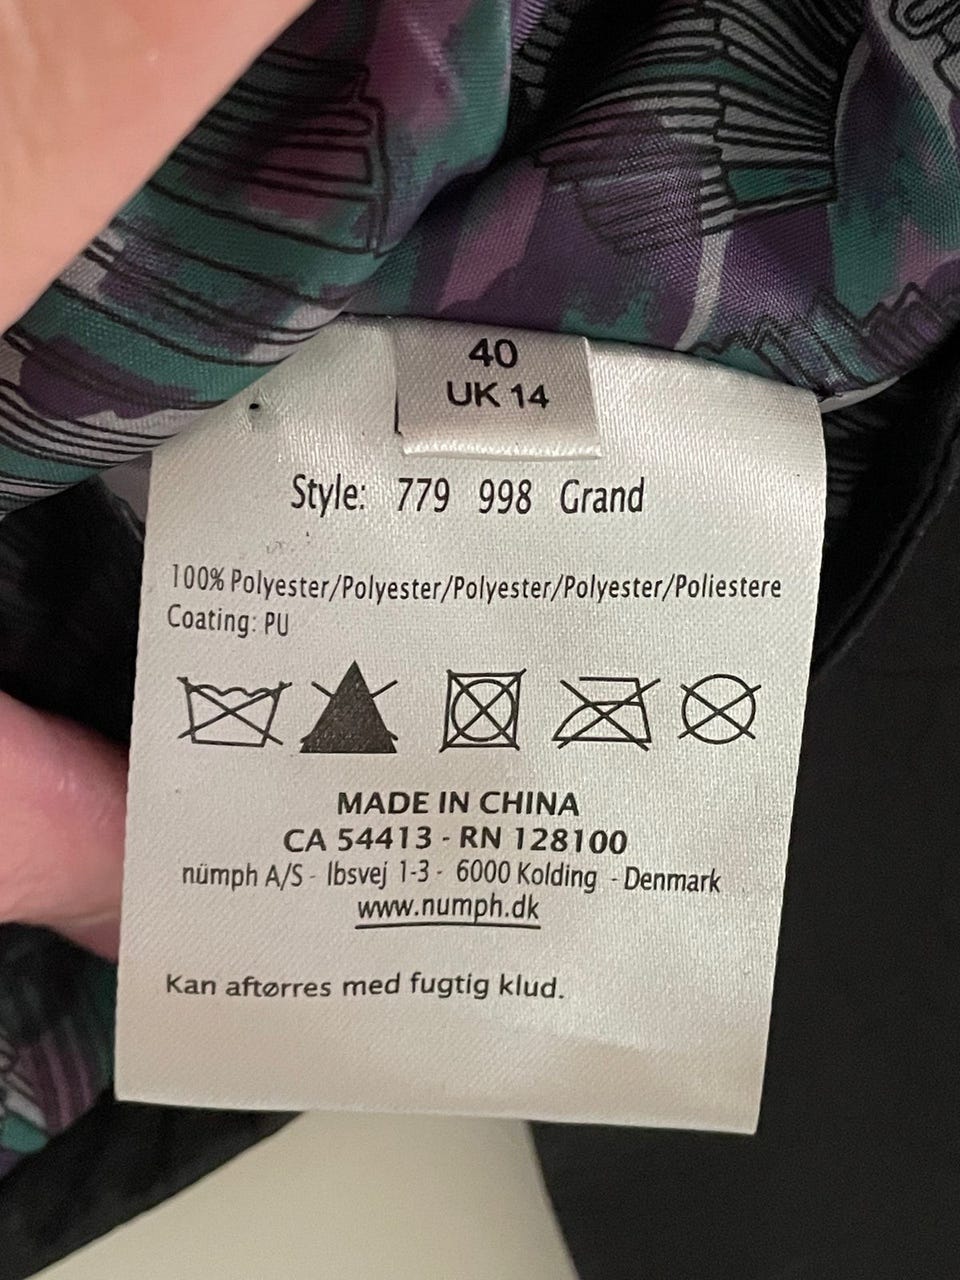 40
UK 14
Style: 779 998 Grand
100% Polyester/Polyester/Polyester/Polyester/Poliestere
Coating: PU
MADE IN CHINA
CA 54413 - RN 128100
nümph A/S - Ibsvej 1-3 - 6000 Kolding - Denmark
www.numph.dk
Kan aftørres med fugtig klud.